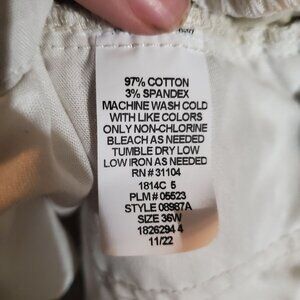 97% COTTON
3% SPANDEX
MACHINE WASH COLD
WITH LIKE COLORS
ONLY NON-CHLORINE
BLEACH AS NEEDED
TUMBLE DRY LOW
LOW IRON AS NEEDED
RN # 31104
1814C 5
PLM # 05523
STYLE 08987A
SIZE 36W
1826294 4
11/22